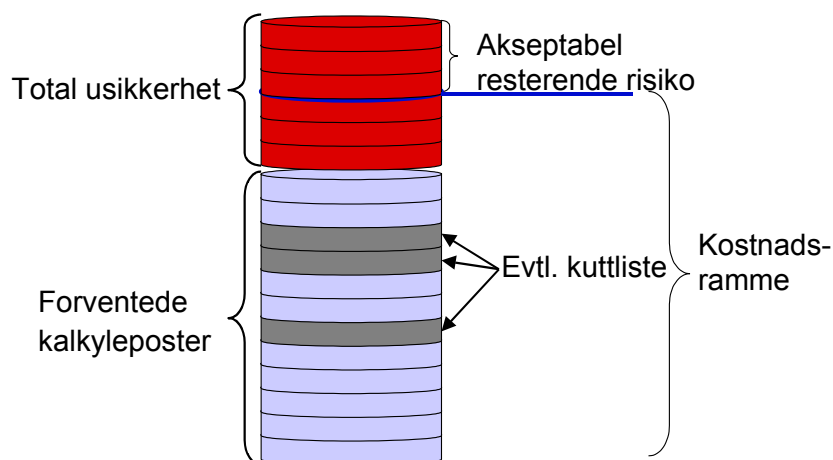 Akseptabel
resterende risiko
Total usikkerhet
Kostnads-
ramme
Evtl. kuttliste
Forventede
kalkyleposter